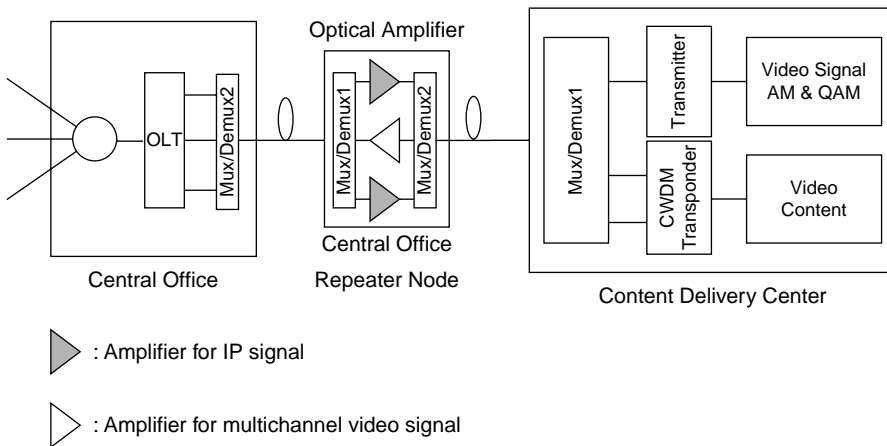 Optical Amplifier
OLT
Mux/Demux2
Central Office
Mux/Demux1
Mux/Demux2
Central Office
Repeater Node
Mux/Demux1
Transmitter
Video Signal
AM & QAM
CWDM
Transponder
Video
Content
Content Delivery Center
: Amplifier for IP signal
: Amplifier for multichannel video signal